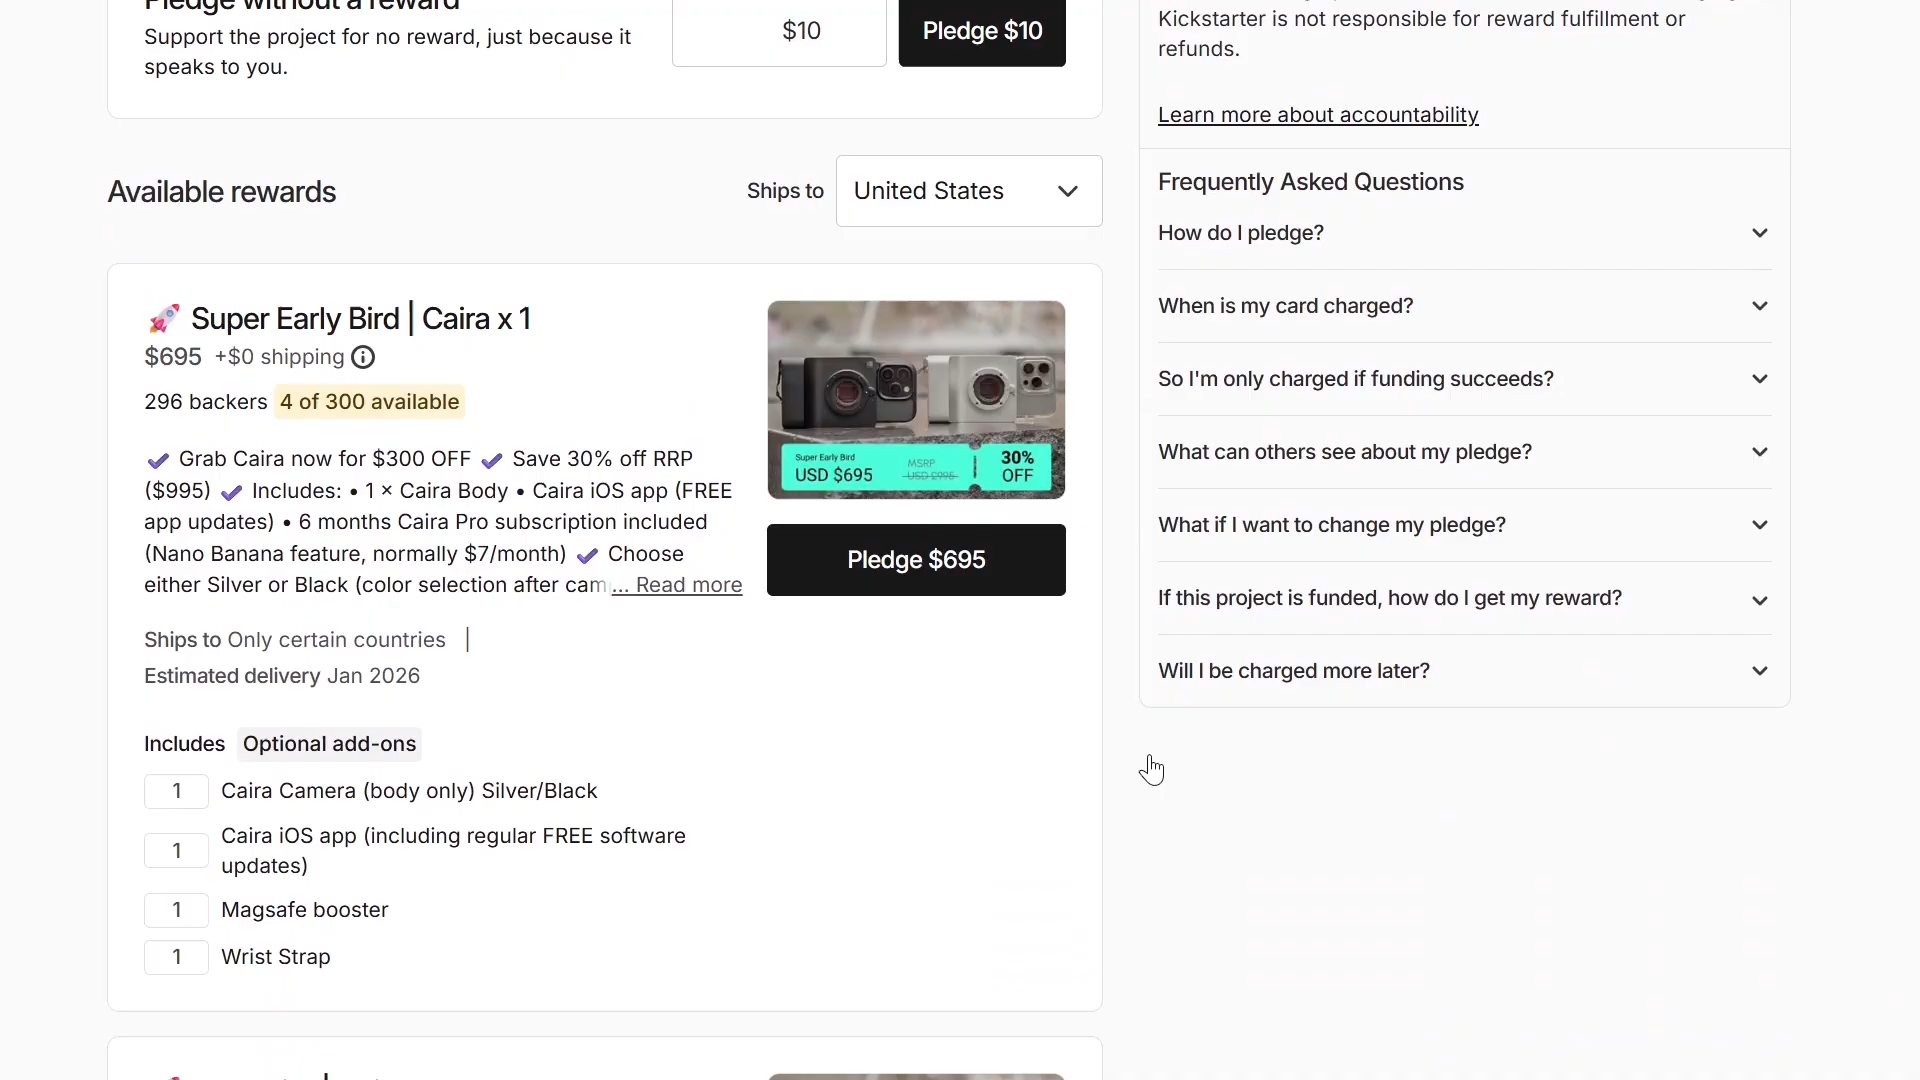 Pledge without a reward
Support the project for no reward, just because it
speaks to you.
$10
Pledge $10
Kickstarter is not responsible for reward fulfillment or
refunds.
Learn more about accountability
Available rewards
Ships to
United States
Frequently Asked Questions
How do I pledge?
When is my card charged?
So I'm only charged if funding succeeds?
What can others see about my pledge?
What if I want to change my pledge?
If this project is funded, how do I get my reward?
Will I be charged more later?
🚀 Super Early Bird | Caira x 1
$695 +$0 shipping
296 backers 4 of 300 available
✔ Grab Caira now for $300 OFF ✔ Save 30% off RRP
($995) ✔ Includes: • 1 × Caira Body • Caira iOS app (FREE
app updates) • 6 months Caira Pro subscription included
(Nano Banana feature, normally $7/month) ✔ Choose
either Silver or Black (color selection after cam... Read more
Super Early Bird
USD $695
MSRP
USD $995
30%
OFF
Pledge $695
Ships to Only certain countries |
Estimated delivery Jan 2026
Includes Optional add-ons
1 Caira Camera (body only) Silver/Black
1 Caira iOS app (including regular FREE software
updates)
1 Magsafe booster
1 Wrist Strap